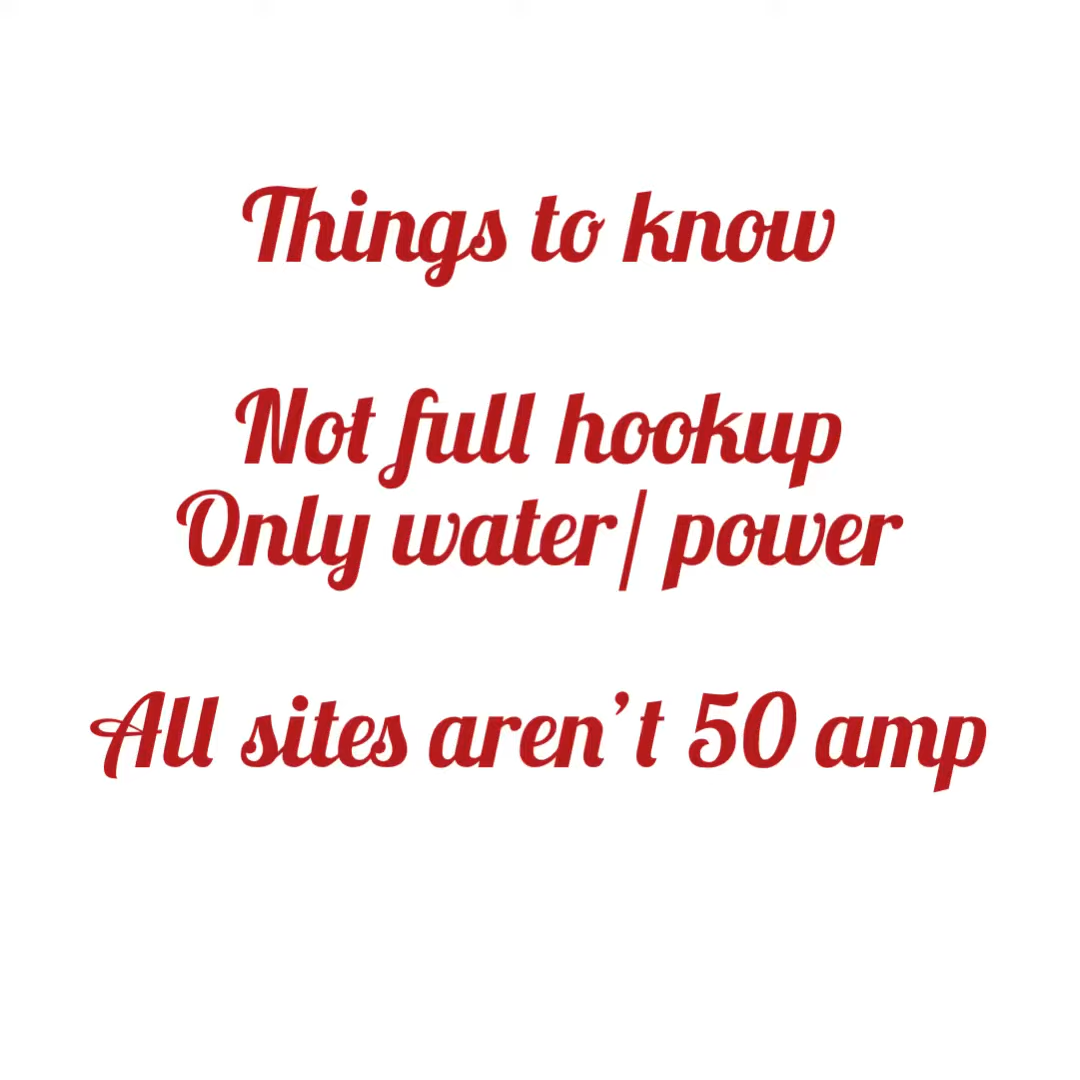 Things to know
Not full hookup
Only water/ power
All sites aren't 50 amp